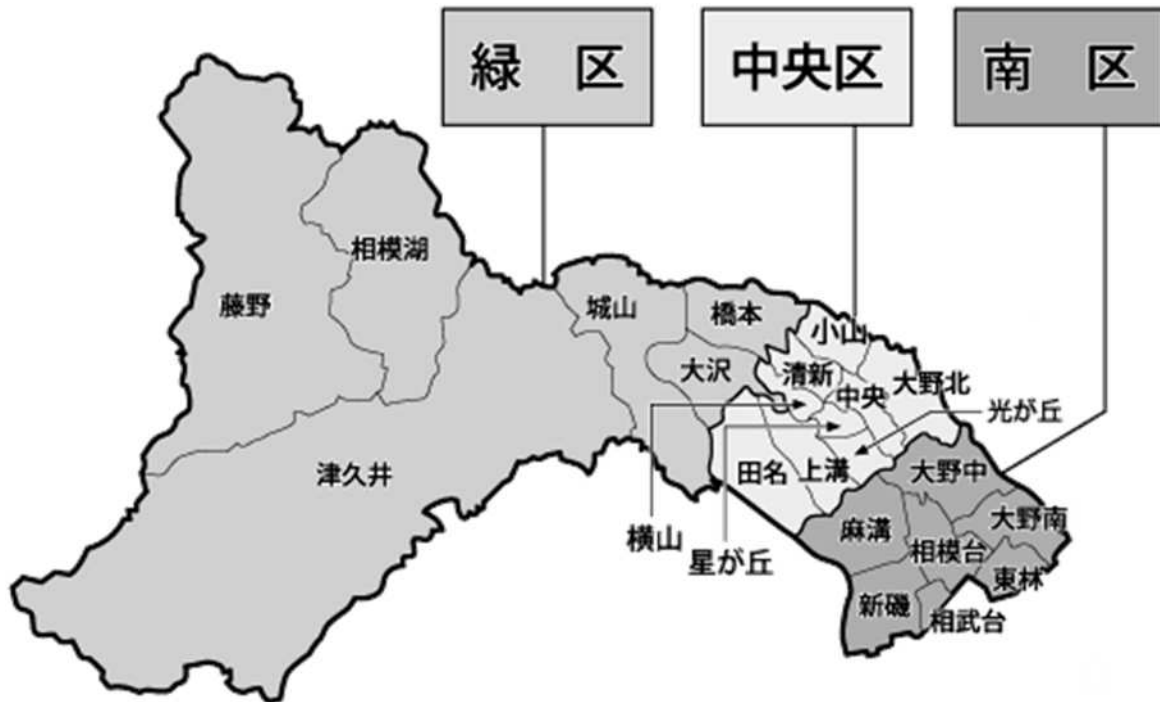 緑 区
中央区
南 区
相模湖
藤野
城山
橋本
小山
大沢
清新
中央
大野北
光が丘
津久井
田名
上溝
大野中
横山
星が丘
麻溝
大野南
相模台
東林
新磯
相武台